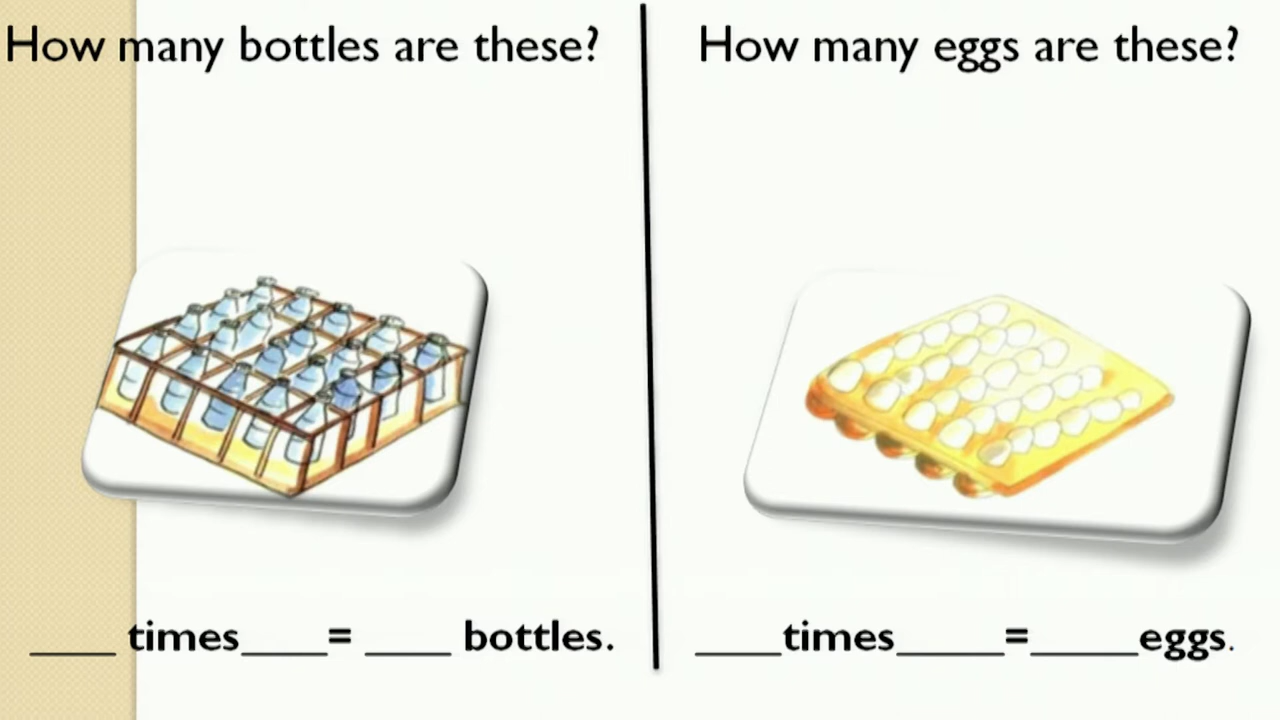 How many bottles are these?
____ times____= ____ bottles.
How many eggs are these?
____times_____=_____eggs.